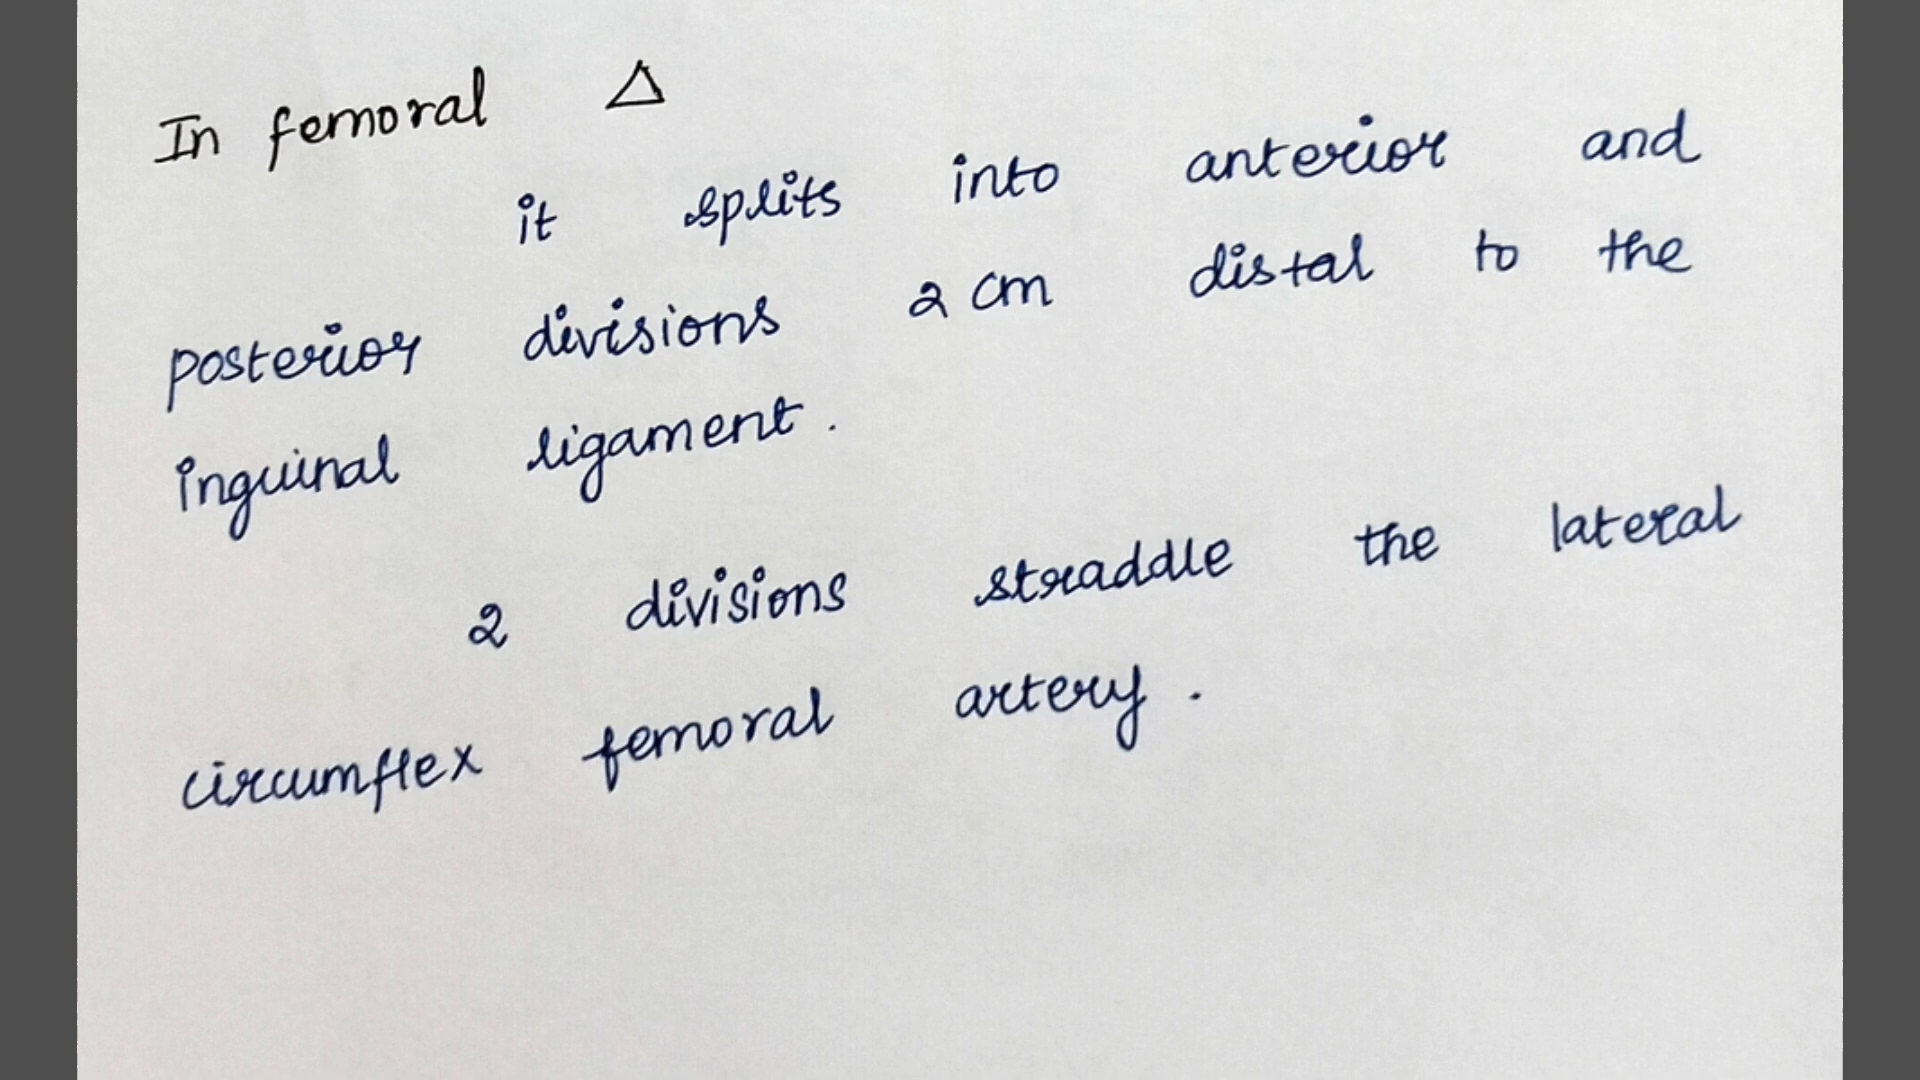 In femoral △
it splits into anterior and
posterior divisions 2 cm distal to the
inguinal ligament.
2 divisions straddle the lateral
circumflex femoral artery.